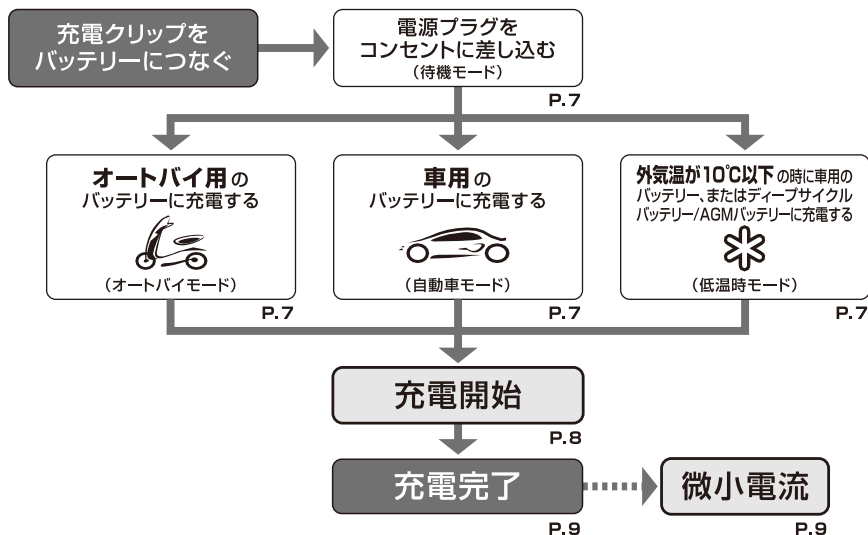 充電クリップを
バッテリーにつなぐ
電源プラグを
コンセントに差し込む
(待機モード)
P.7
オートバイ用の
バッテリーに充電する
(オートバイモード)
P.7
車用の
バッテリーに充電する
(自動車モード)
P.7
外気温が10℃以下の時に車用の
バッテリー、またはディープサイクル
バッテリー/AGMバッテリーに充電する
(低温時モード)
P.7
充電開始
P.8
充電完了
P.9
微小電流
P.9